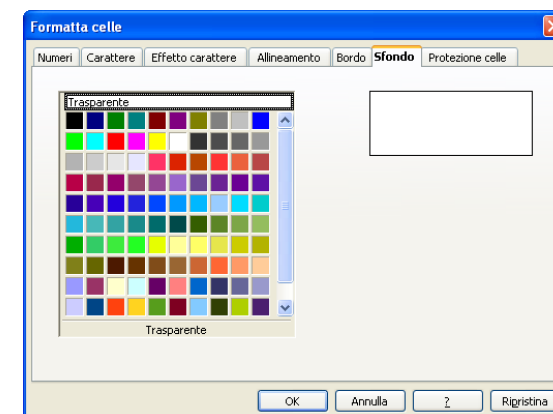 Formatta celle
Numeri Carattere Effetto carattere Allineamento Bordo Sfondo Protezione celle
Trasparente
Trasparente
OK Annulla ? Ripristina